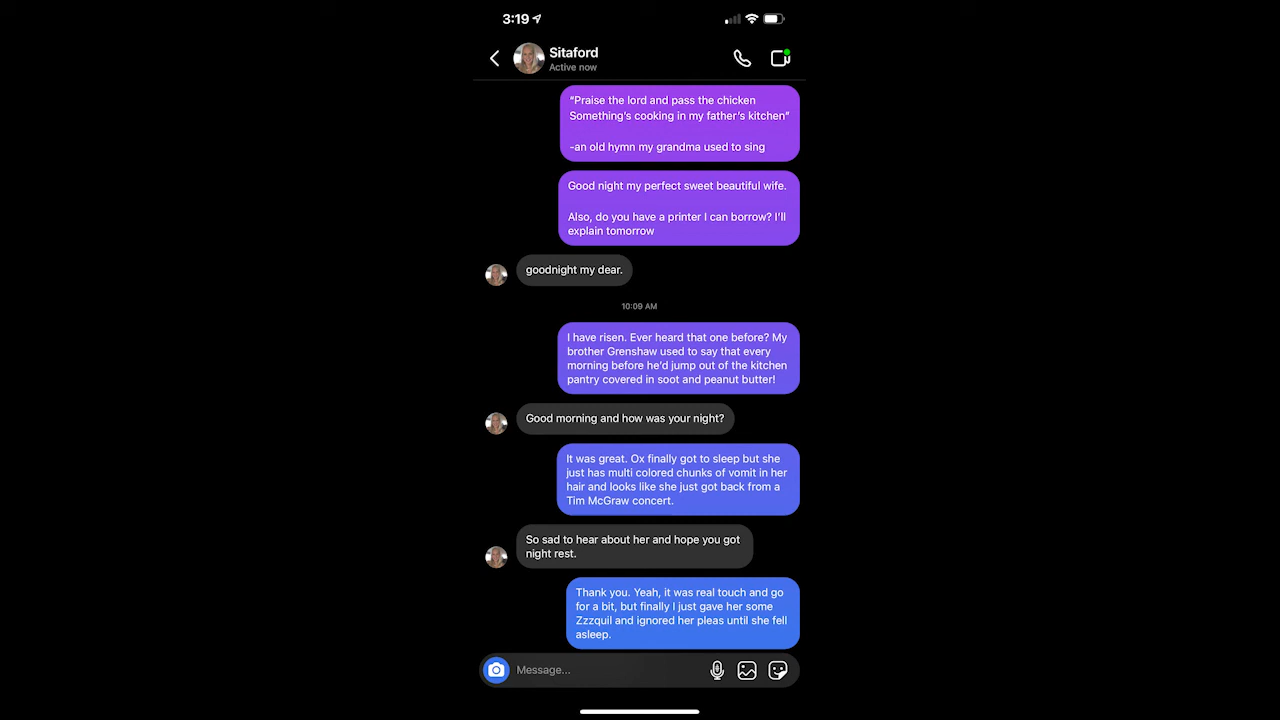 3:19
Sitaford
Active now
"Praise the lord and pass the chicken
Something's cooking in my father's kitchen"
-an old hymn my grandma used to sing
Good night my perfect sweet beautiful wife.
Also, do you have a printer I can borrow? I'll
explain tomorrow
goodnight my dear.
10:09 AM
I have risen. Ever heard that one before? My
brother Grenshaw used to say that every
morning before he'd jump out of the kitchen
pantry covered in soot and peanut butter!
Good morning and how was your night?
It was great. Ox finally got to sleep but she
just has multi colored chunks of vomit in her
hair and looks like she just got back from a
Tim McGraw concert.
So sad to hear about her and hope you got
night rest.
Thank you. Yeah, it was real touch and go
for a bit, but finally I just gave her some
Zzzquil and ignored her pleas until she fell
asleep.
Message...